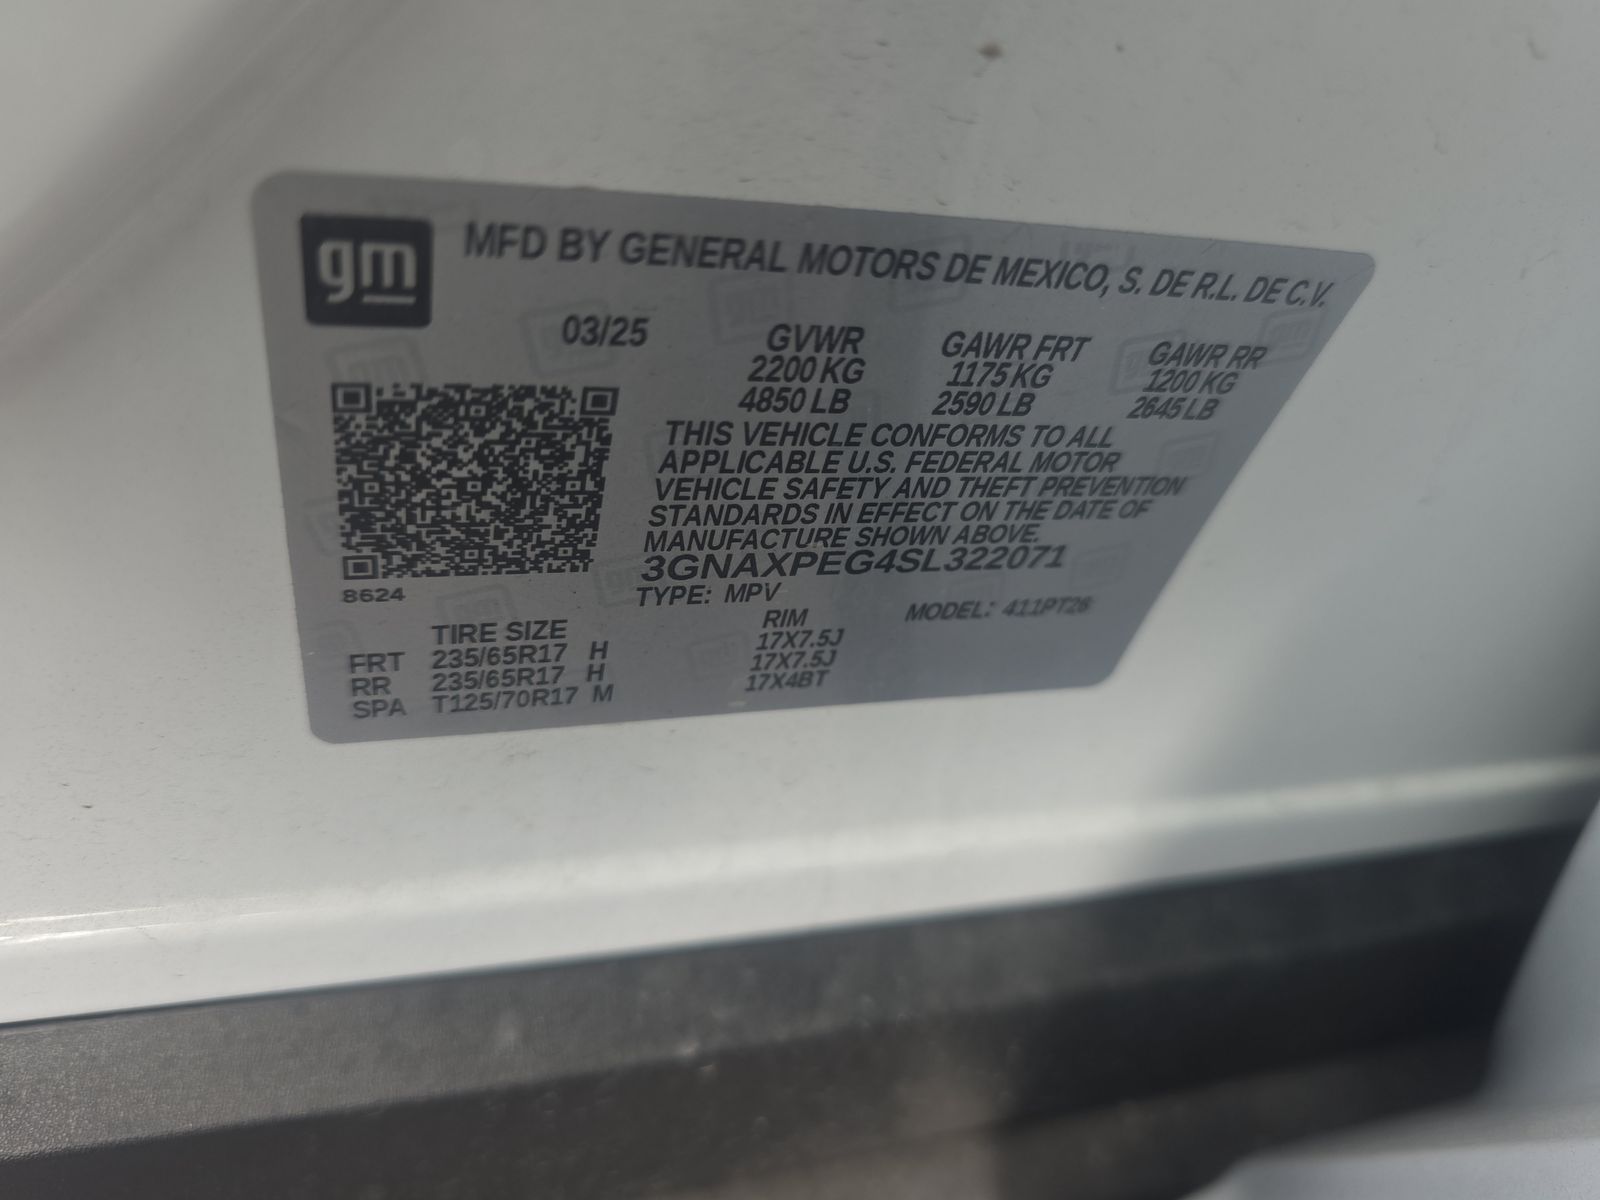 gm
MFD BY GENERAL MOTORS DE MEXICO, S. DE R.L. DE C.V.
03/25 GVWR GAWR FRT GAWR RR
2200 KG 1175 KG 1200 KG
4850 LB 2590 LB 2645 LB
THIS VEHICLE CONFORMS TO ALL
APPLICABLE U.S. FEDERAL MOTOR
VEHICLE SAFETY AND THEFT PREVENTION
STANDARDS IN EFFECT ON THE DATE OF
MANUFACTURE SHOWN ABOVE.
3GNAXPEG4SL322071
8624
TYPE: MPV MODEL: 411PT26
TIRE SIZE RIM
FRT 235/65R17 H 17X7.5J
RR 235/65R17 H 17X7.5J
SPA T125/70R17 M 17X4BT